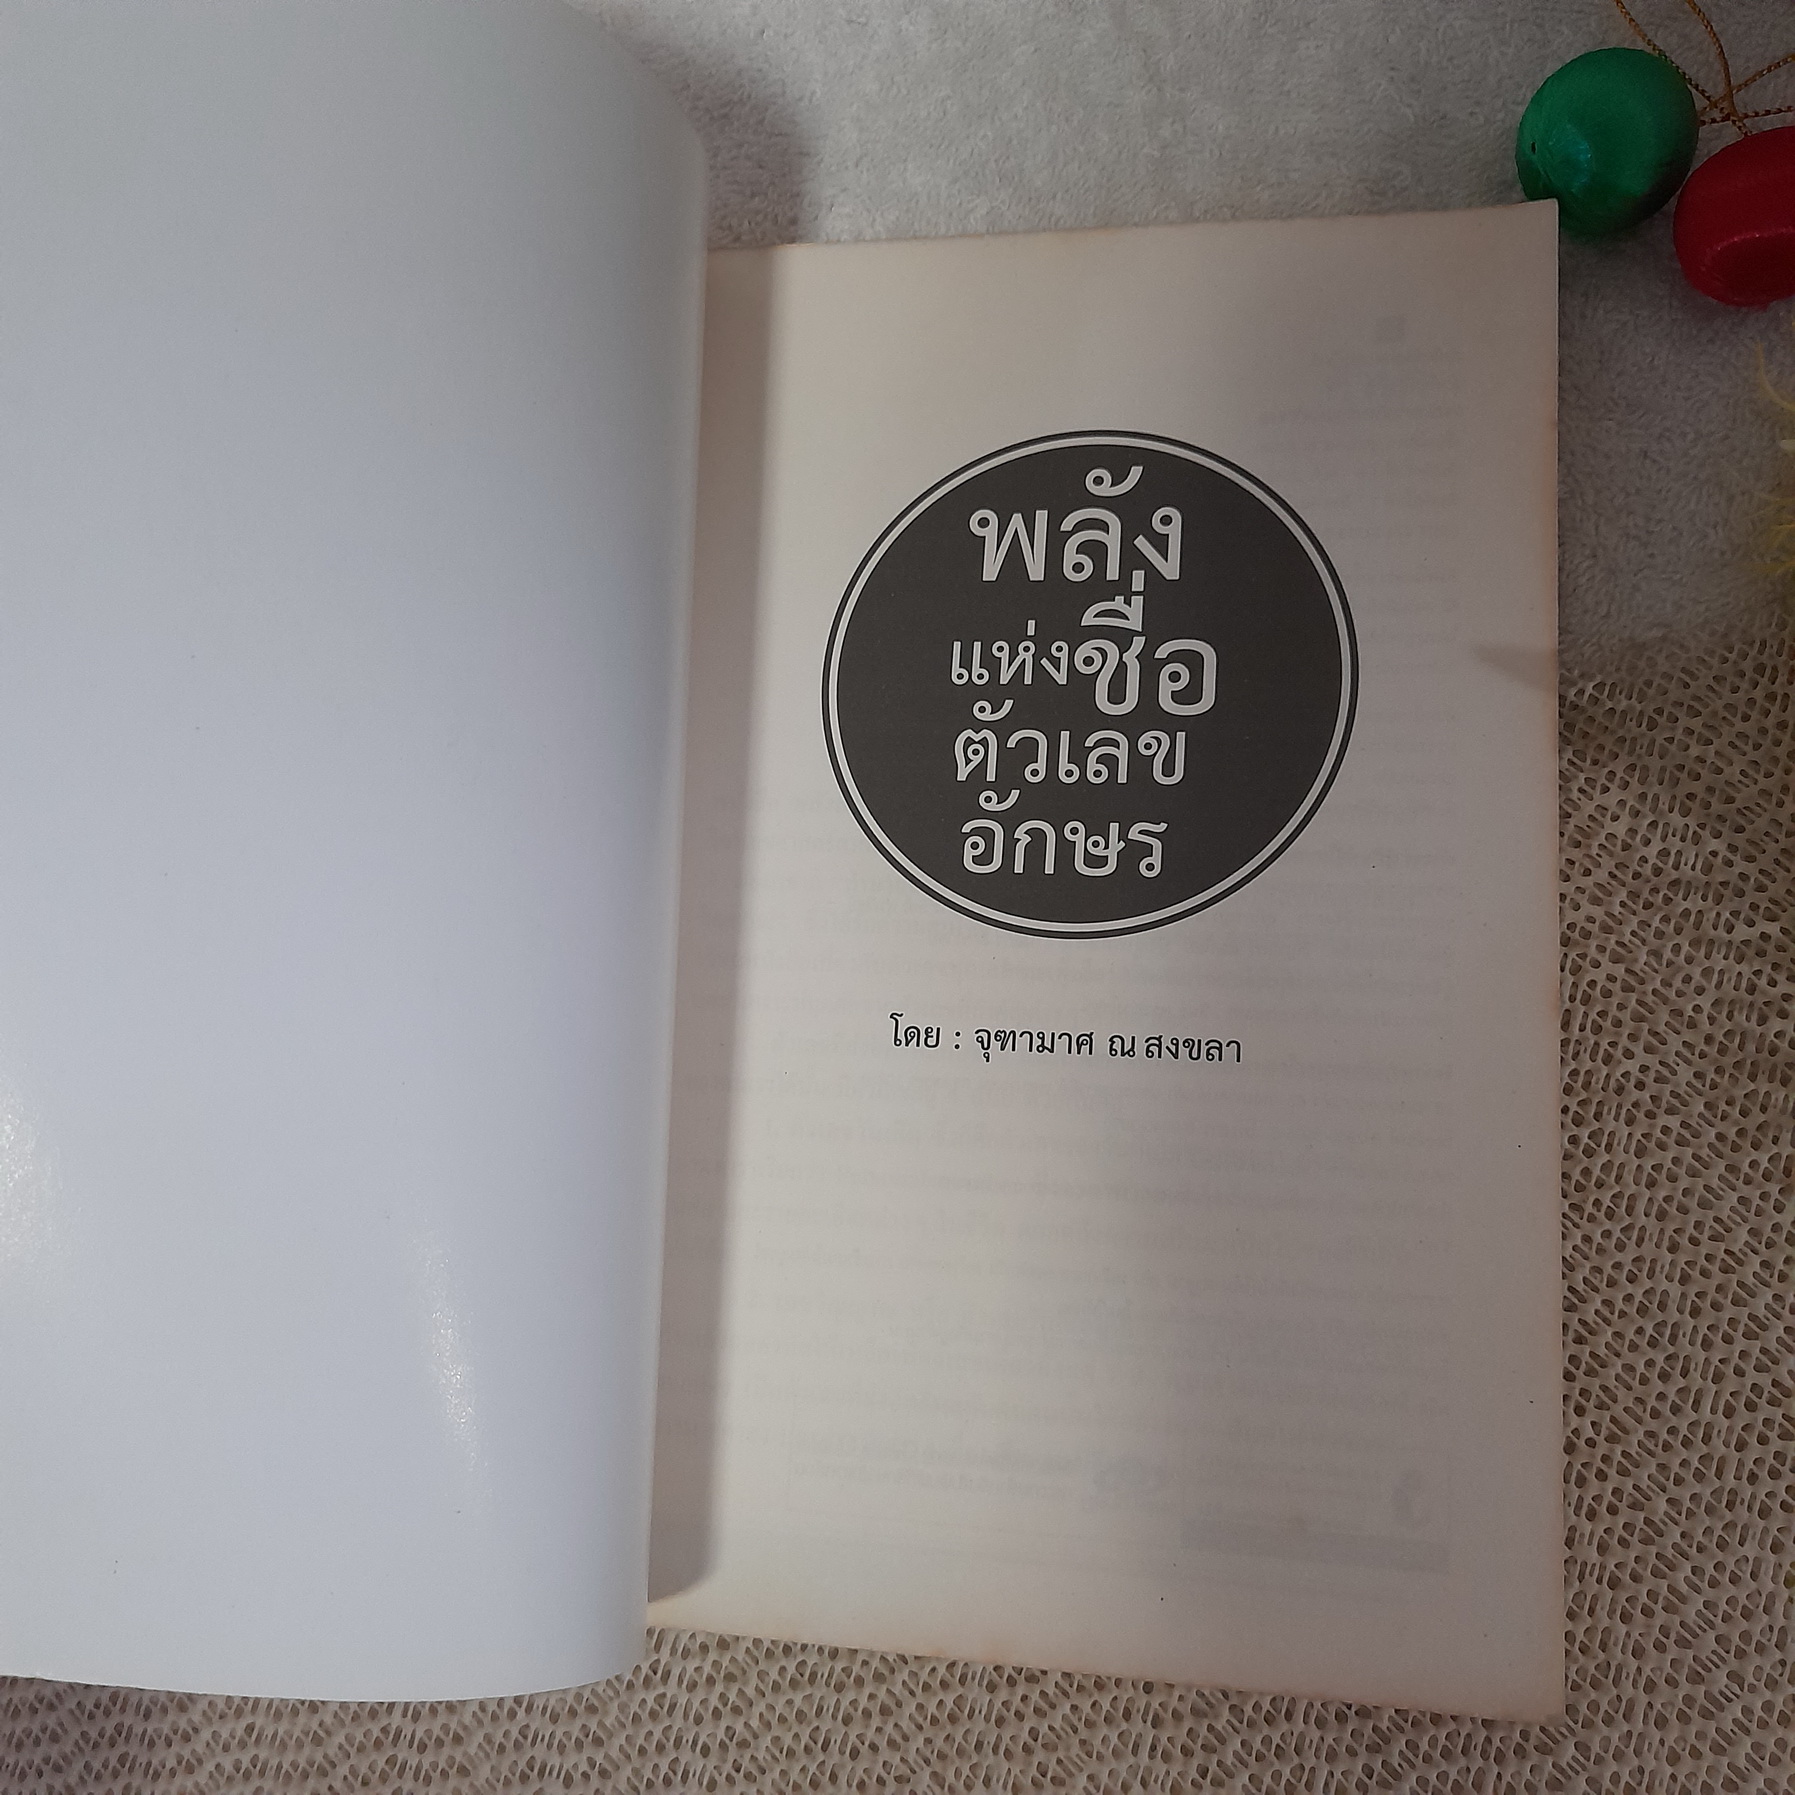 พลัง
แห่งชื่อ
ตัวเลข
อักษร
โดย : จุฑามาศ ณ สงขลา